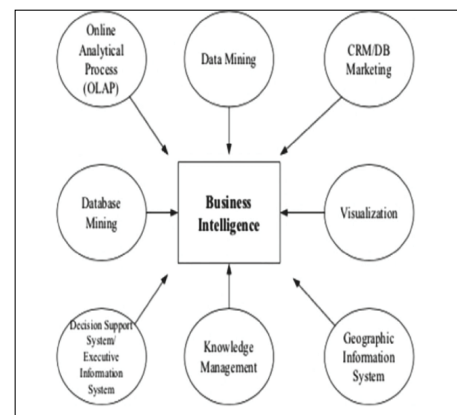 Online
Analytical
Process
(OLAP)
Data Mining
CRM/DB
Marketing
Database
Mining
Business
Intelligence
Visualization
Decision Support
System/
Executive
Information
System
Knowledge
Management
Geographic
Information
System